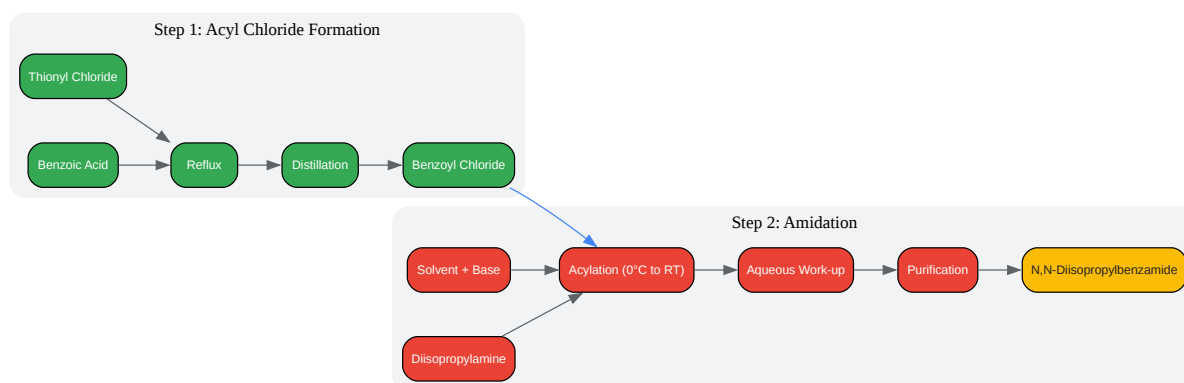 Step 1: Acyl Chloride Formation
Thionyl Chloride
Benzoic Acid
Reflux
Distillation
Benzoyl Chloride
Step 2: Amidation
Solvent + Base
Acylation (0°C to RT)
Aqueous Work-up
Purification
N,N-Diisopropylbenzamide
Diisopropylamine